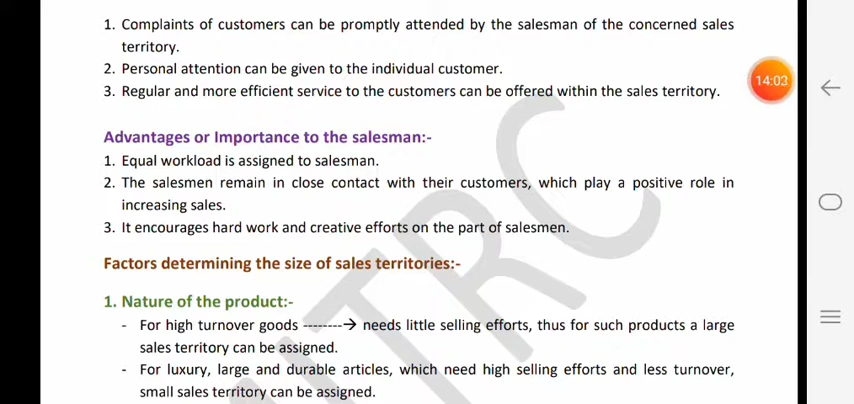 1. Complaints of customers can be promptly attended by the salesman of the concerned sales
territory.
2. Personal attention can be given to the individual customer.
14:03
3. Regular and more efficient service to the customers can be offered within the sales territory.
Advantages or Importance to the salesman:-
1. Equal workload is assigned to salesman.
2. The salesmen remain in close contact with their customers, which play a positive role in
increasing sales.
3. It encourages hard work and creative efforts on the part of salesmen.
Factors determining the size of sales territories:-
1. Nature of the product:-
- For high turnover goods --------→ needs little selling efforts, thus for such products a large
sales territory can be assigned.
- For luxury, large and durable articles, which need high selling efforts and less turnover,
small sales territory can be assigned.